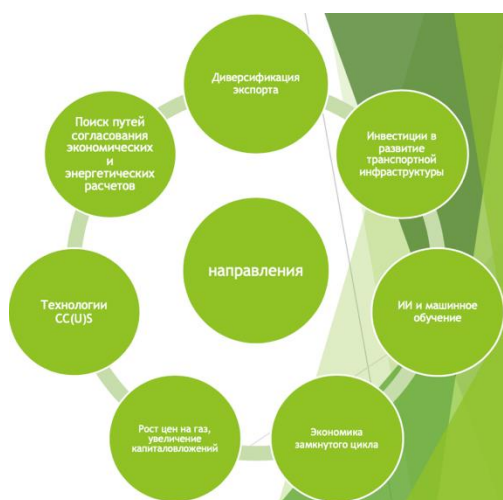 Диверсификация
экспорта
Инвестиции в
развитие
транспортной
инфраструктуры
ИИ и машинное
обучение
Экономика
замкнутого цикла
Рост цен на газ,
увеличение
капиталовложений
Технологии
CC(U)S
Поиск путей
согласования
экономических
и
энергетических
расчетов
направления